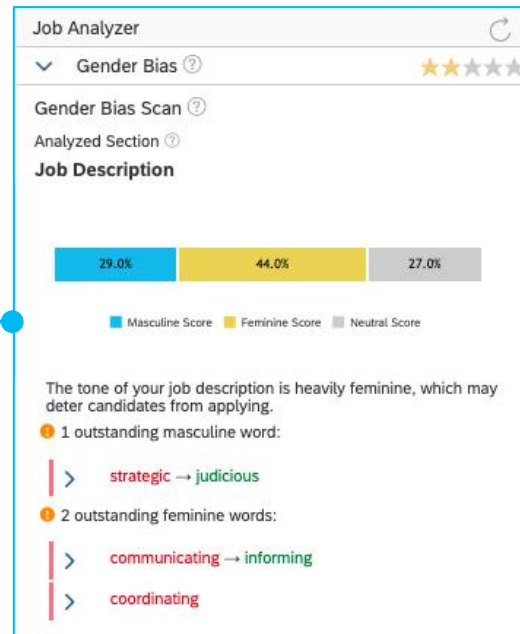 Job Analyzer
Gender Bias ?
Gender Bias Scan ?
Analyzed Section ?
Job Description
29.0% 44.0% 27.0%
Masculine Score Feminine Score Neutral Score
The tone of your job description is heavily feminine, which may
deter candidates from applying.
! 1 outstanding masculine word:
strategic → judicious
! 2 outstanding feminine words:
communicating → informing
coordinating